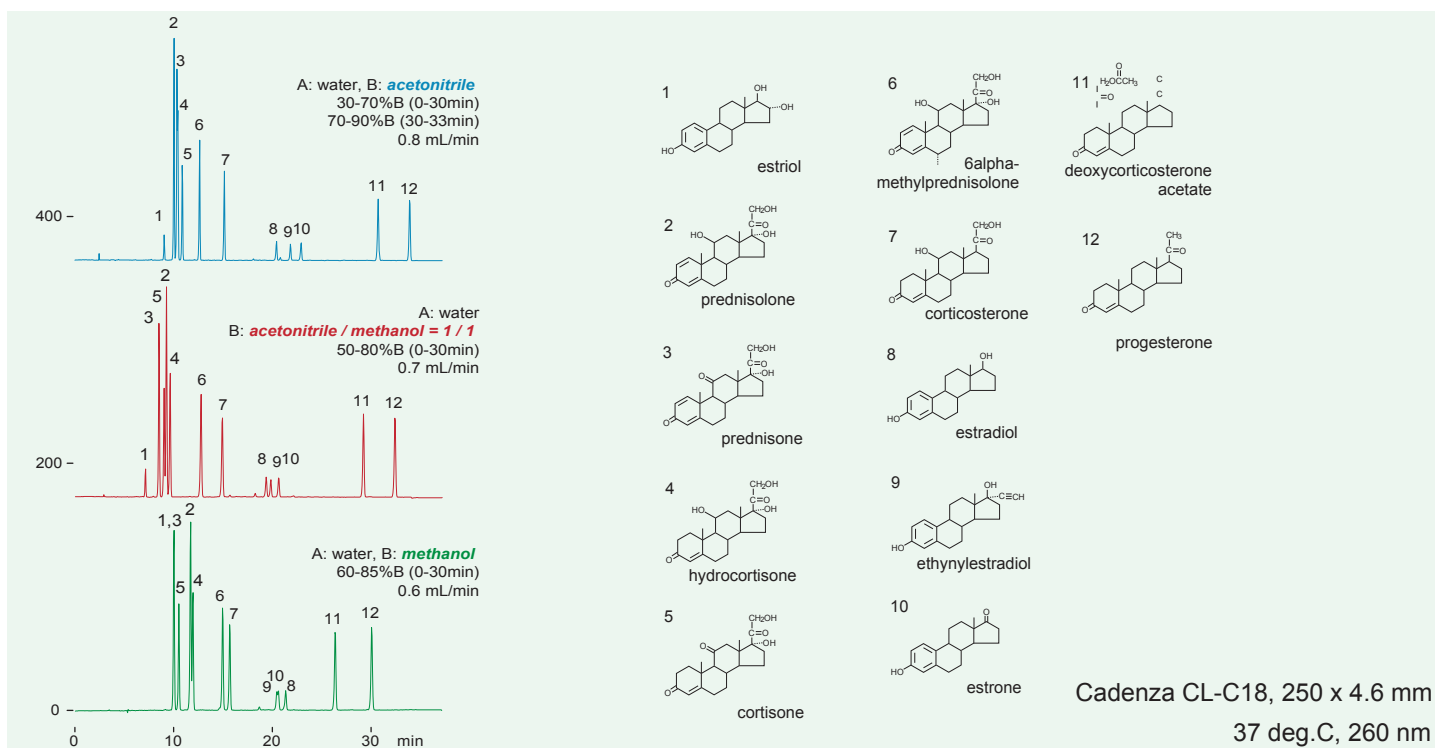 2
3
4
5
1
6
7
8
9
10
11
12
A: water, B: acetonitrile
30-70%B (0-30min)
70-90%B (30-33min)
0.8 mL/min
400
2
5
3
4
1
6
7
8
9
10
11
12
A: water
B: acetonitrile / methanol = 1 / 1
50-80%B (0-30min)
0.7 mL/min
200
1,3
2
5
4
6
7
9
10
8
11
12
A: water, B: methanol
60-85%B (0-30min)
0.6 mL/min
0
0 10 20 30 min
1
OH
OH
HO
estriol
2
CH₂OH
C=O
OH
HO
O
prednisolone
3
CH₂OH
C=O
OH
O
O
prednisone
4
CH₂OH
C=O
OH
HO
O
hydrocortisone
5
CH₂OH
C=O
OH
O
O
cortisone
6
CH₂OH
C=O
OH
HO
O
6alpha-
methylprednisolone
7
CH₂OH
C=O
HO
O
corticosterone
8
OH
HO
estradiol
9
OH
C≡CH
HO
ethynylestradiol
10
O
HO
estrone
11
O
H₂COCCH₃
C
=O
C
O
deoxycorticosterone
acetate
12
CH₃
C=O
O
progesterone
Cadenza CL-C18, 250 x 4.6 mm
37 deg.C, 260 nm